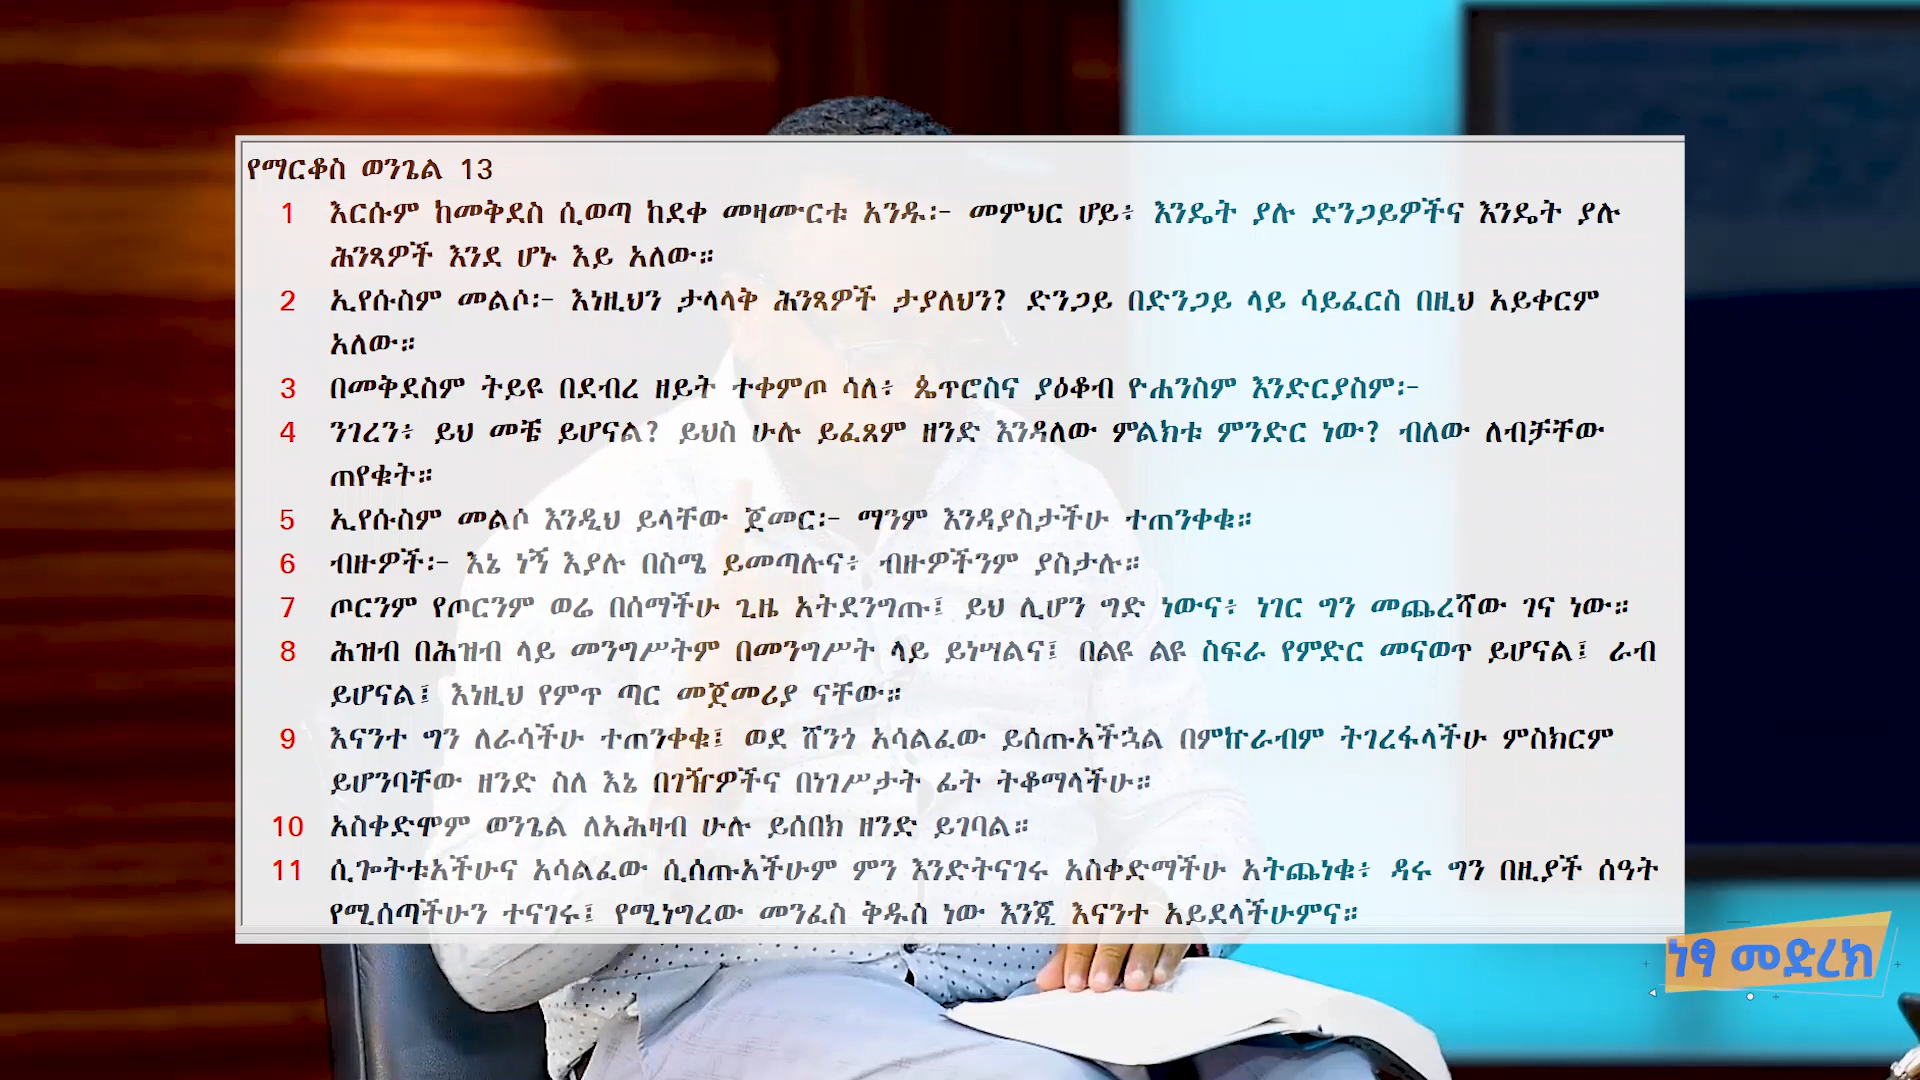 የማርቆስ ወንጌል 13
1 እርሱም ከመቅደስ ሲወጣ ከደቀ መዛሙርቱ አንዱ፡- መምህር ሆይ፥ እንዴት ያሉ ድንጋይዎችና እንዴት ያሉ
ሕንጻዎች እንደ ሆኑ እይ አለው።
2 ኢየሱስም መልሶ፡- እነዚህን ታላላቅ ሕንጻዎች ታያለህን? ድንጋይ በድንጋይ ላይ ሳይፈርስ በዚህ አይቀርም
አለው።
3 በመቅደስም ትይዩ በደብረ ዘይት ተቀምጦ ሳለ፥ ጴጥሮስና ያዕቆብ ዮሐንስም እንድርያስም፡-
4 ንገረን፥ ይህ መቼ ይሆናል? ይህስ ሁሉ ይፈጸም ዘንድ እንዳለው ምልክቱ ምንድር ነው? ብለው ለብቻቸው
ጠየቁት።
5 ኢየሱስም መልሶ እንዲህ ይላቸው ጀመር፡- ማንም እንዳያስታችሁ ተጠንቀቁ።
6 ብዙዎች፡- እኔ ነኝ እያሉ በስሜ ይመጣሉና፥ ብዙዎችንም ያስታሉ።
7 ጦርንም የጦርንም ወሬ በሰማችሁ ጊዜ አትደንግጡ፤ ይህ ሊሆን ግድ ነውና፥ ነገር ግን መጨረሻው ገና ነው።
8 ሕዝብ በሕዝብ ላይ መንግሥትም በመንግሥት ላይ ይነሣልና፤ በልዩ ልዩ ስፍራ የምድር መናወጥ ይሆናል፤ ራብ
ይሆናል፤ እነዚህ የምጥ ጣር መጀመሪያ ናቸው።
9 እናንተ ግን ለራሳችሁ ተጠንቀቁ፤ ወደ ሸንጎ አሳልፈው ይሰጡአችኋል በምኵራብም ትገረፋላችሁ ምስክርም
ይሆንባቸው ዘንድ ስለ እኔ በገዥዎችና በነገሥታት ፊት ትቆማላችሁ።
10 አስቀድሞም ወንጌል ለአሕዛብ ሁሉ ይሰበክ ዘንድ ይገባል።
11 ሲጐትቱአችሁና አሳልፈው ሲሰጡአችሁም ምን እንድትናገሩ አስቀድማችሁ አትጨነቁ፥ ዳሩ ግን በዚያች ሰዓት
የሚሰጣችሁን ተናገሩ፤ የሚነግረው መንፈስ ቅዱስ ነው እንጂ እናንተ አይደላችሁምና።
ነፃ መድረክ